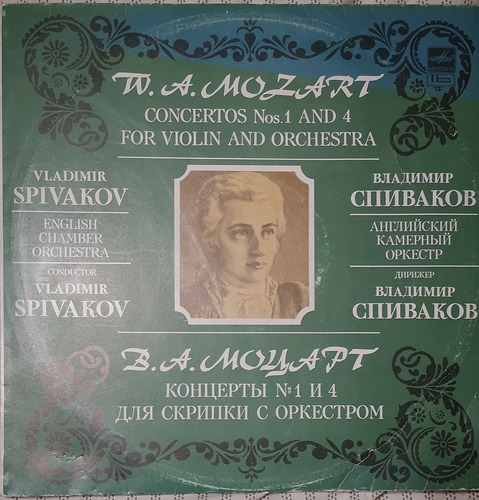 W. A. MOZART
CONCERTOS Nos. 1 AND 4
FOR VIOLIN AND ORCHESTRA
VLADIMIR
SPIVAKOV
ENGLISH
CHAMBER
ORCHESTRA
CONDUCTOR
VLADIMIR
SPIVAKOV
ВЛАДИМИР
СПИВАКОВ
АНГЛИЙСКИЙ
КАМЕРНЫЙ
ОРКЕСТР
ДИРИЖЕР
ВЛАДИМИР
СПИВАКОВ
В. А. МОЦАРТ
КОНЦЕРТЫ №1 И 4
ДЛЯ СКРИПКИ С ОРКЕСТРОМ